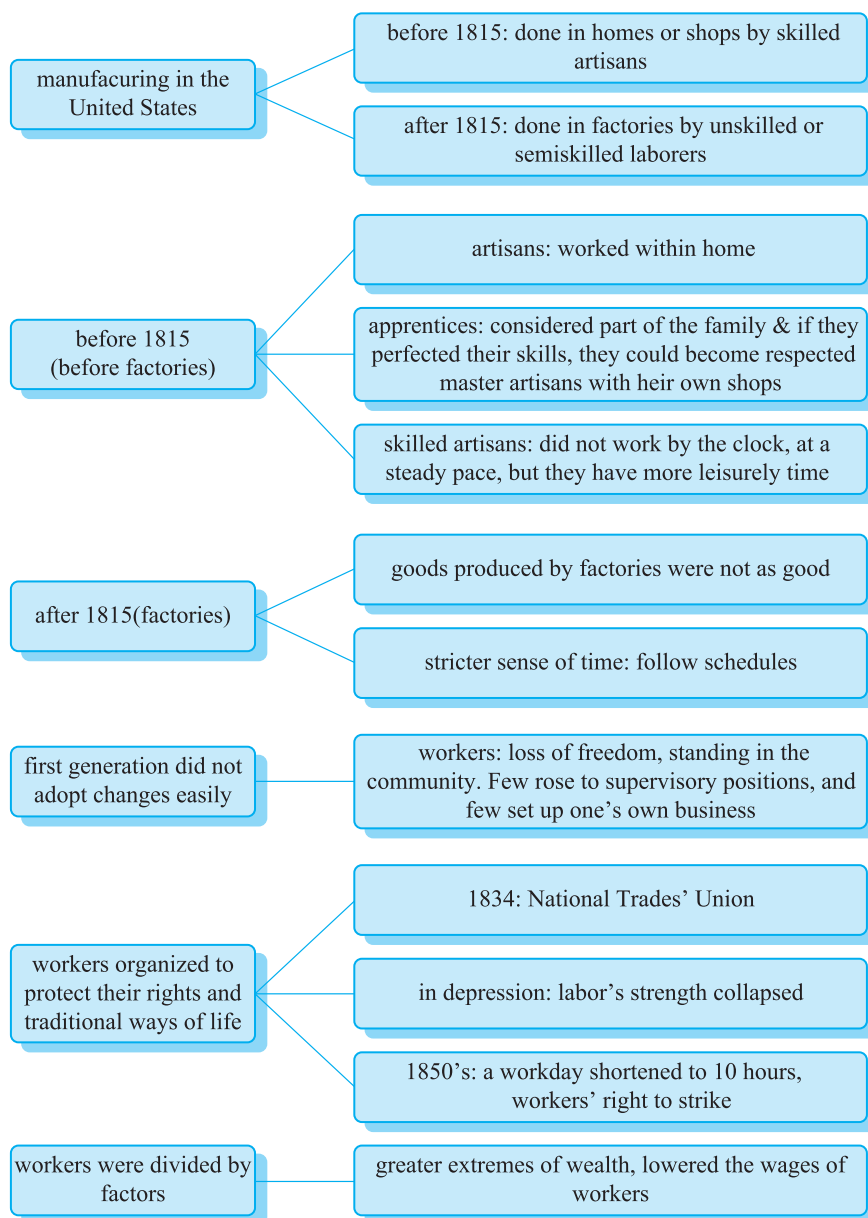 manufacuring in the
United States
before 1815: done in homes or shops by skilled
artisans
after 1815: done in factories by unskilled or
semiskilled laborers
before 1815
(before factories)
artisans: worked within home
apprentices: considered part of the family & if they
perfected their skills, they could become respected
master artisans with heir own shops
skilled artisans: did not work by the clock, at a
steady pace, but they have more leisurely time
after 1815(factories)
goods produced by factories were not as good
stricter sense of time: follow schedules
first generation did not
adopt changes easily
workers: loss of freedom, standing in the
community. Few rose to supervisory positions, and
few set up one’s own business
workers organized to
protect their rights and
traditional ways of life
1834: National Trades’ Union
in depression: labor’s strength collapsed
1850’s: a workday shortened to 10 hours,
workers’ right to strike
workers were divided by
factors
greater extremes of wealth, lowered the wages of
workers